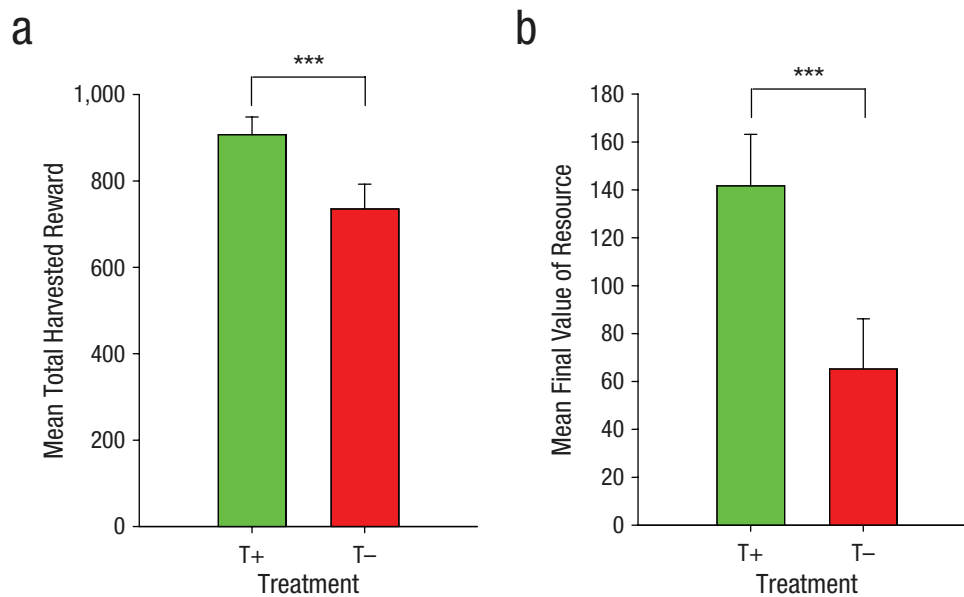 a
***
1,000
800
600
400
200
0
Mean Total Harvested Reward
T+
T–
Treatment
b
***
180
160
140
120
100
80
60
40
20
0
Mean Final Value of Resource
T+
T–
Treatment